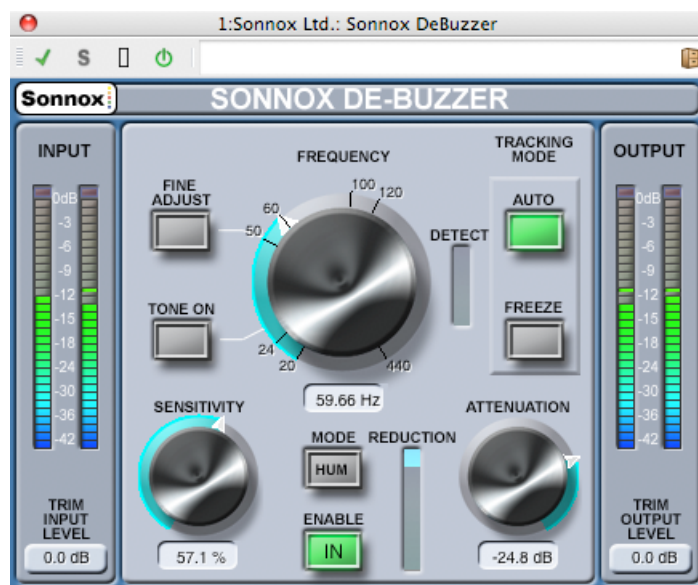 1:Sonnox Ltd.: Sonnox DeBuzzer
S
Sonnox
SONNOX DE-BUZZER
INPUT
0dB
-3
-6
-9
-12
-15
-18
-24
-30
-36
-42
TRIM
INPUT
LEVEL
0.0 dB
FINE
ADJUST
TONE ON
FREQUENCY
20
24
50
60
100
120
440
59.66 Hz
DETECT
TRACKING
MODE
AUTO
FREEZE
SENSITIVITY
57.1 %
MODE
HUM
ENABLE
IN
REDUCTION
ATTENUATION
-24.8 dB
OUTPUT
0dB
-3
-6
-9
-12
-15
-18
-24
-30
-36
-42
TRIM
OUTPUT
LEVEL
0.0 dB